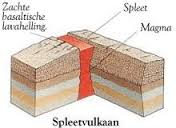 Zachte
basaltische
lavahelling
Spleet
Magma
Spleetvulkaan